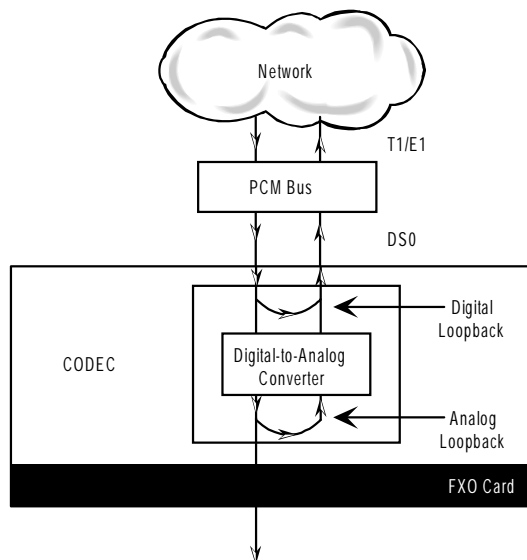 Network
T1/E1
PCM Bus
DS0
Digital
Loopback
CODEC
Digital-to-Analog
Converter
Analog
Loopback
FXO Card